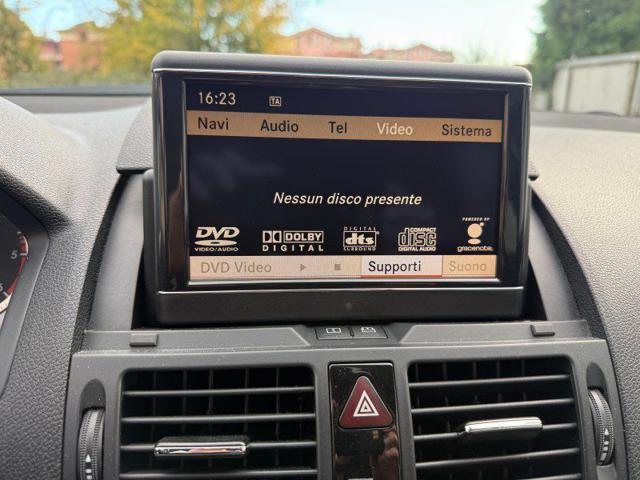 16:23 TA
Navi Audio Tel Video Sistema
Nessun disco presente
DVD VIDEO/AUDIO
DOLBY DIGITAL
DIGITAL dts SURROUND
COMPACT disc DIGITAL AUDIO
POWERED BY gracenote
DVD Video Supporti Suono
5